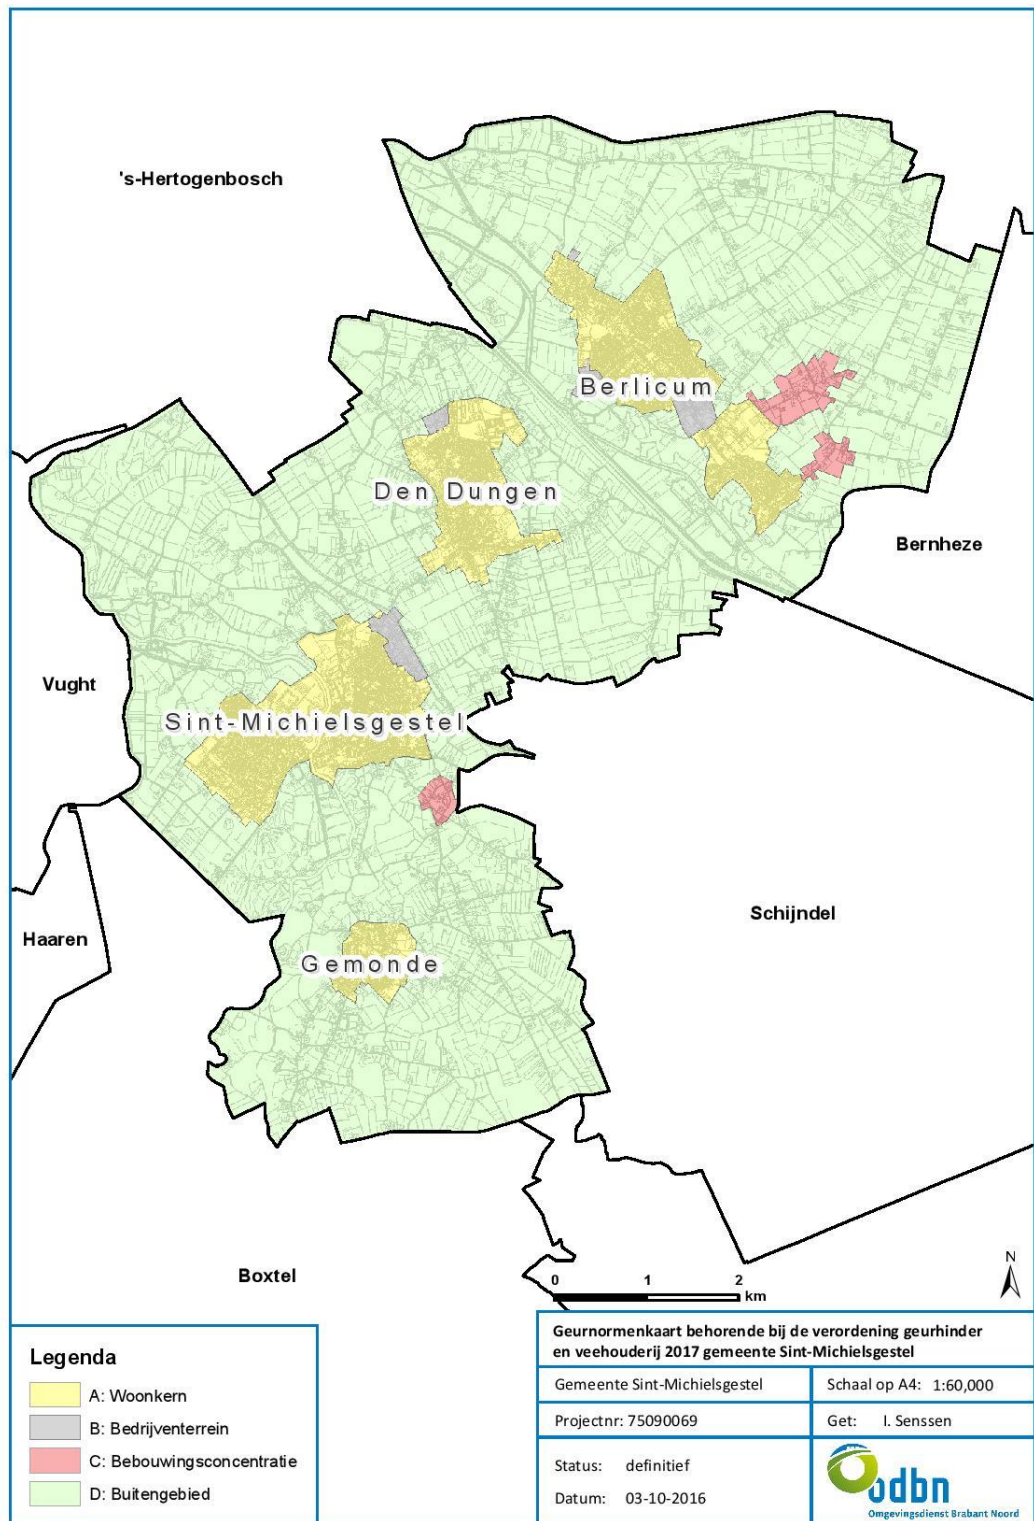 's-Hertogenbosch
Berlicum
Den Dungen
Bernheze
Vught
Sint-Michielsgestel
Schijndel
Haaren
Gemonde
Boxtel
N
0 1 2
km
Legenda
A: Woonkern
B: Bedrijventerrein
C: Bebouwingsconcentratie
D: Buitengebied
Geurnormenkaart behorende bij de verordening geurhinder
en veehouderij 2017 gemeente Sint-Michielsgestel
Gemeente Sint-Michielsgestel
Schaal op A4: 1:60,000
Projectnr: 75090069
Get: I. Senssen
Status: definitief
Datum: 03-10-2016
odbn
Omgevingsdienst Brabant Noord